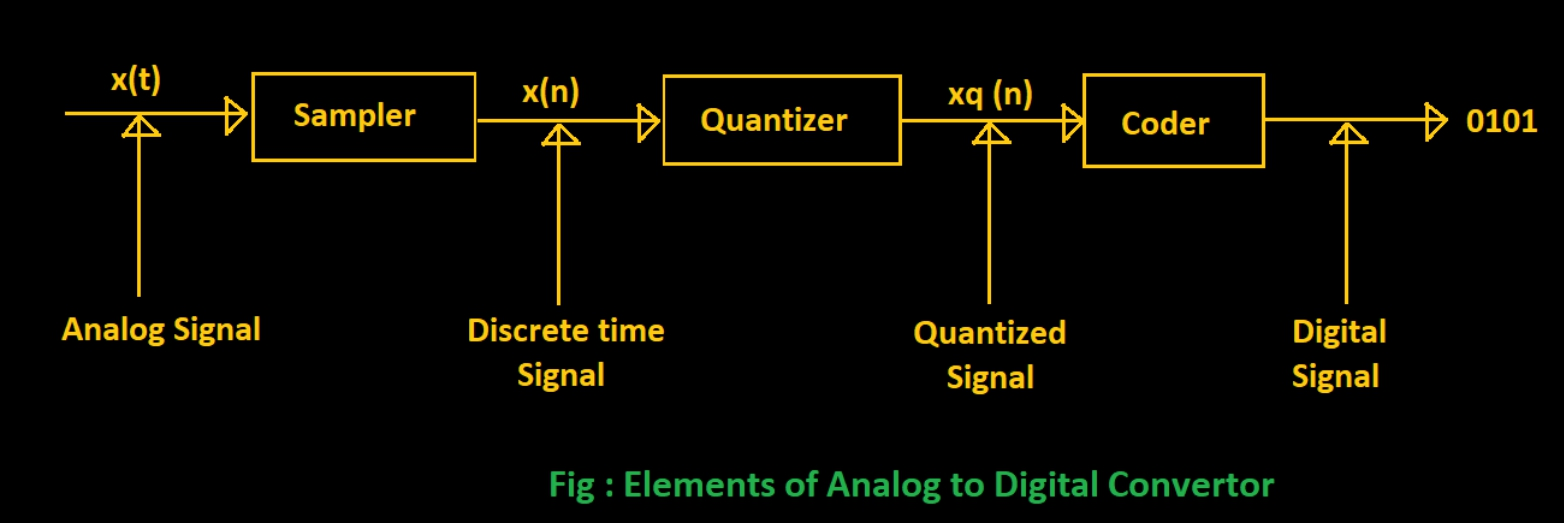 x(t)
Sampler
x(n)
Quantizer
xq (n)
Coder
0101
Analog Signal
Discrete time
Signal
Quantized
Signal
Digital
Signal
Fig : Elements of Analog to Digital Convertor